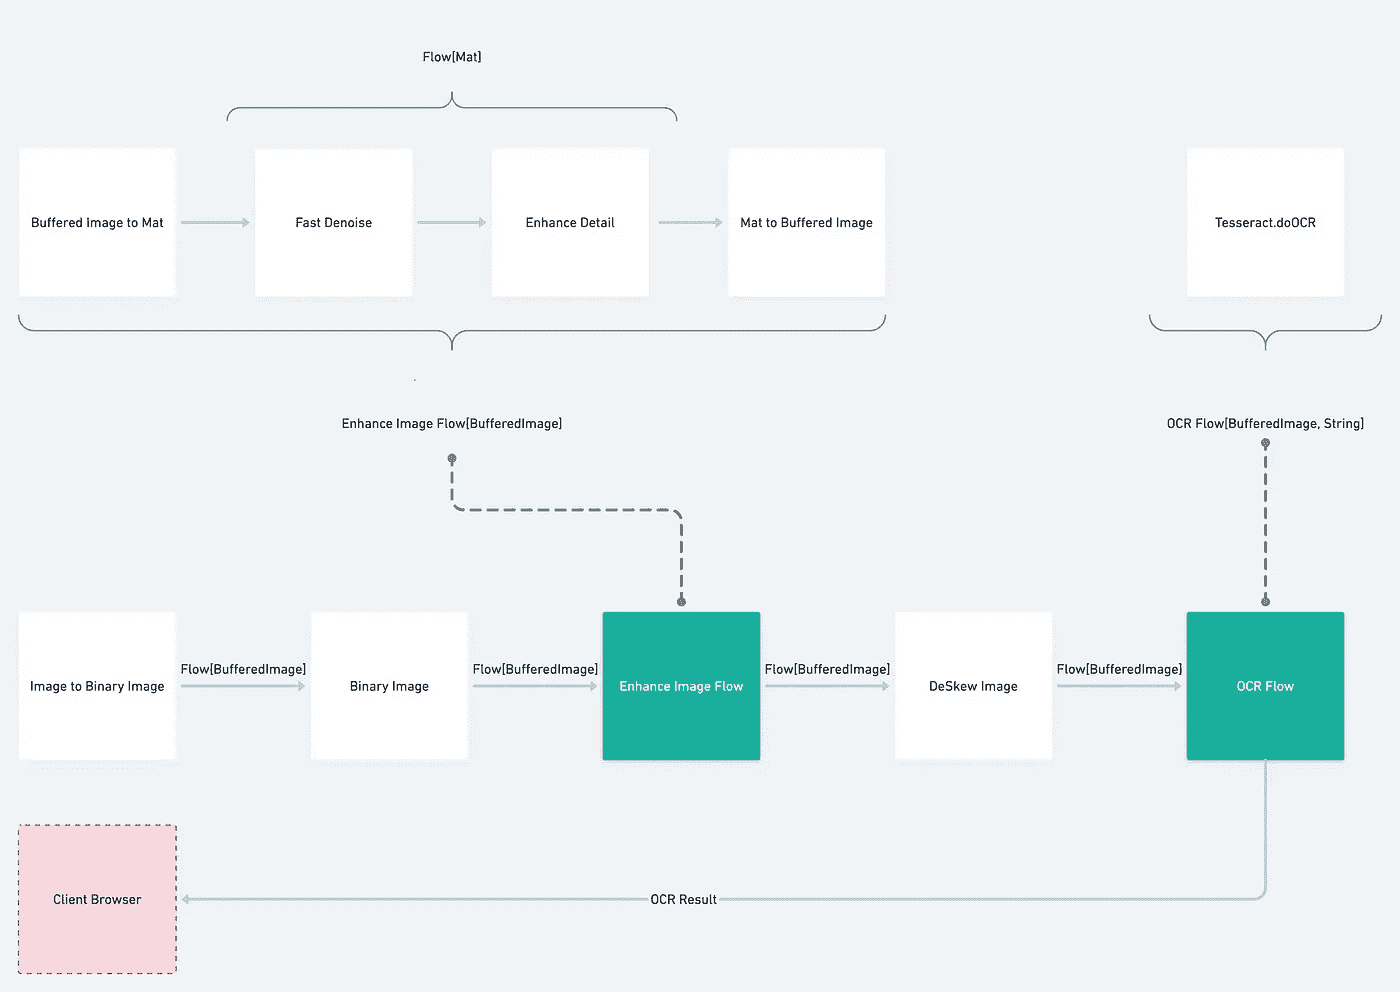 Flow[Mat]
Buffered Image to Mat
Fast Denoise
Enhance Detail
Mat to Buffered Image
Tesseract.doOCR
Enhance Image Flow[BufferedImage]
OCR Flow[BufferedImage, String]
Image to Binary Image
Flow[BufferedImage]
Binary Image
Flow[BufferedImage]
Enhance Image Flow
Flow[BufferedImage]
DeSkew Image
Flow[BufferedImage]
OCR Flow
Client Browser
OCR Result